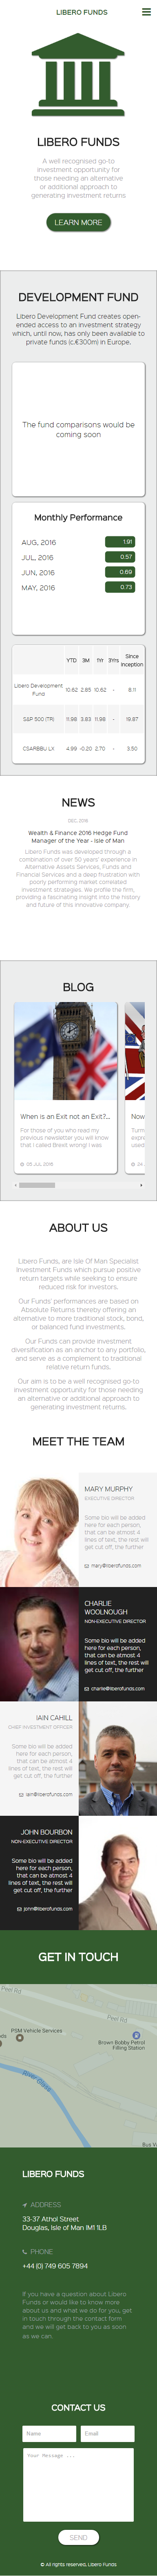 LIBERO FUNDS
LIBERO FUNDS
A well recognised go-to
investment opportunity for
those needing an alternative
or additional approach to
generating investment returns
LEARN MORE
DEVELOPMENT FUND
Libero Development Fund creates open-
ended access to an investment strategy
which, until now, has only been available to
private funds (c.€300m) in Europe.
The fund comparisons would be
coming soon
Monthly Performance
AUG, 2016 1.91
JUL, 2016 0.57
JUN, 2016 0.69
MAY, 2016 0.73
YTD 3M 1Yr 3Yrs Since
Inception
Libero Development
Fund 10.62 2.85 10.62 - 8.11
S&P 500 (TR) 11.98 3.83 11.98 - 19.87
CSARBBU LX 4.99 -0.20 2.70 - 3.50
NEWS
DEC, 2016
Wealth & Finance 2016 Hedge Fund
Manager of the Year - Isle of Man
Libero Fund was developed through a
combination of over 50 years' experience in
Alternative Assets Services, Funds and
Financial Services and a deep frustration with
poorly performing market correlated
investment strategies. We profile the firm,
providing a fascinating insight into the history
and future of this innovative company.
BLOG
When is an Exit not an Exit?...
For those of you who read my
previous newsletter you will know
that I called Brexit wrong! I was
05 JUL, 2016
Now
Turm
expre
used
ABOUT US
Libero Funds, are Isle Of Man Specialist
Investment Funds which pursue positive
return targets while seeking to ensure
reduced risk for investors.
Our Funds' performances are based on
Absolute Returns thereby offering an
alternative to more traditional stock, bond,
or balanced fund investments.
Our Funds can provide investment
diversification as an anchor to any portfolio,
and serve as a complement to traditional
relative return funds.
Our aim is to be a well recognised go-to
investment opportunity for those needing
an alternative or additional approach to
generating investment returns.
MEET THE TEAM
MARY MURPHY
EXECUTIVE DIRECTOR
Some bio will be added
here for each person,
that can be almost 4
lines of text, the rest will
get cut off, the further
mary@liberofunds.com
CHARLIE
WOOLNOUGH
NON-EXECUTIVE DIRECTOR
Some bio will be added
here for each person,
that can be almost 4
lines of text, the rest will
get cut off, the further
charlie@liberofunds.com
IAIN CAHILL
CHIEF INVESTMENT OFFICER
Some bio will be added
here for each person,
that can be almost 4
lines of text, the rest will
get cut off, the further
iain@liberofunds.com
JOHN BOURBON
NON-EXECUTIVE DIRECTOR
Some bio will be added
here for each person,
that can be almost 4
lines of text, the rest will
get cut off, the further
john@liberofunds.com
GET IN TOUCH
Peel Rd
Peel Rd
PSM Vehicle Services
Brown Bobby Petrol
Filling Station
River Glass
LIBERO FUNDS
ADDRESS
33-37 Athol Street
Douglas, Isle of Man IM1 1LB
PHONE
+44 (0) 749 605 7894
If you have a question about Libero
Funds or would like to know more
about us and what we do for you, get
in touch through the contact form
and we will get back to you as soon
as we can.
CONTACT US
Name Email
Your Message ...
SEND
© All rights reserved, Libero Funds